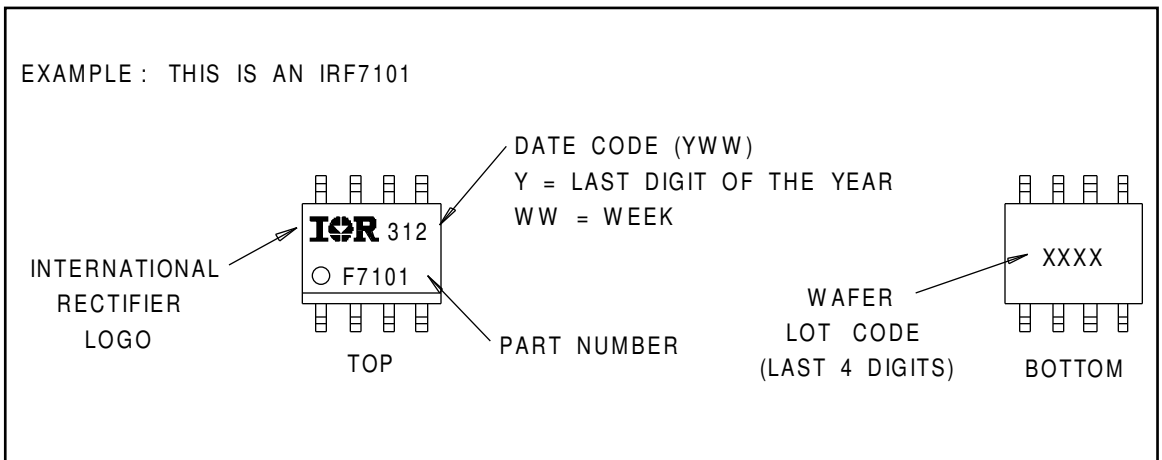 EXAMPLE : THIS IS AN IRF7101
DATE CODE (YWW)
Y = LAST DIGIT OF THE YEAR
WW = WEEK
IOR 312
F7101
INTERNATIONAL
RECTIFIER
LOGO
TOP
PART NUMBER
XXXX
WAFER
LOT CODE
(LAST 4 DIGITS)
BOTTOM